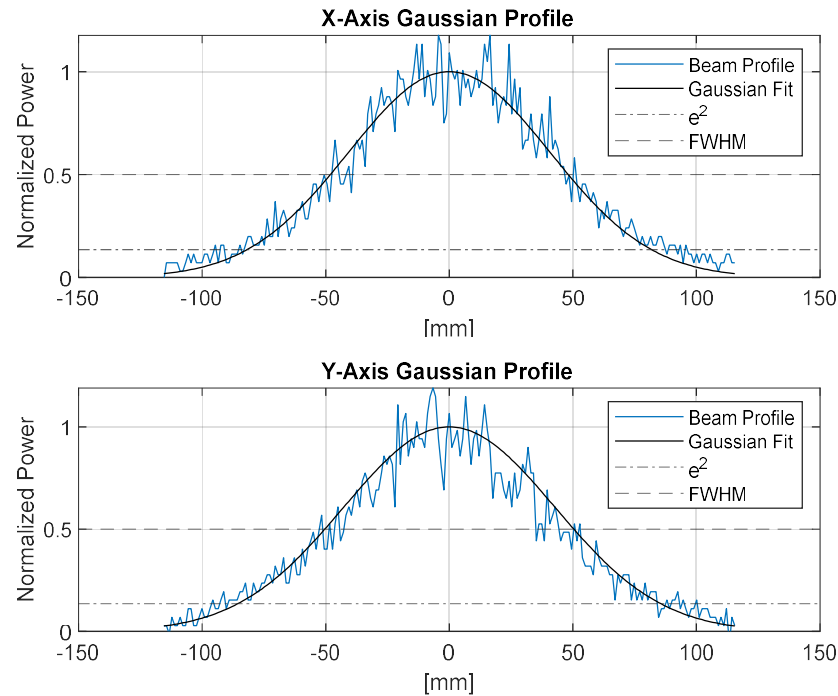 X-Axis Gaussian Profile
Normalized Power
1
0.5
0
-150
-100
-50
0
50
100
150
[mm]
Beam Profile
Gaussian Fit
e²
FWHM
Y-Axis Gaussian Profile
Normalized Power
1
0.5
0
-150
-100
-50
0
50
100
150
[mm]
Beam Profile
Gaussian Fit
e²
FWHM